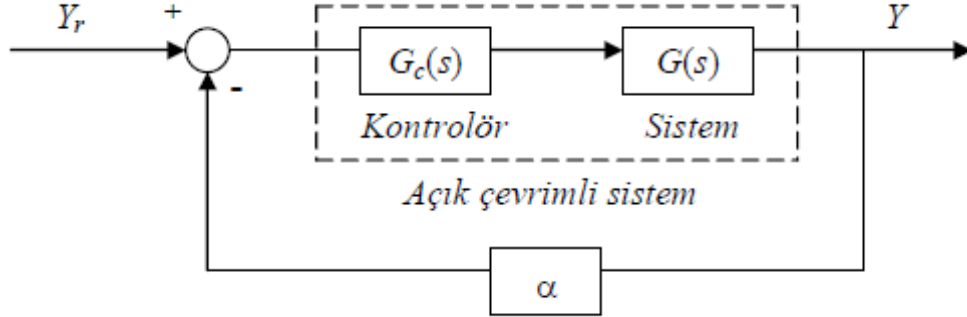 Yr + Y
Gc(s) G(s)
-
Kontrolör Sistem
Açık çevrimli sistem
α